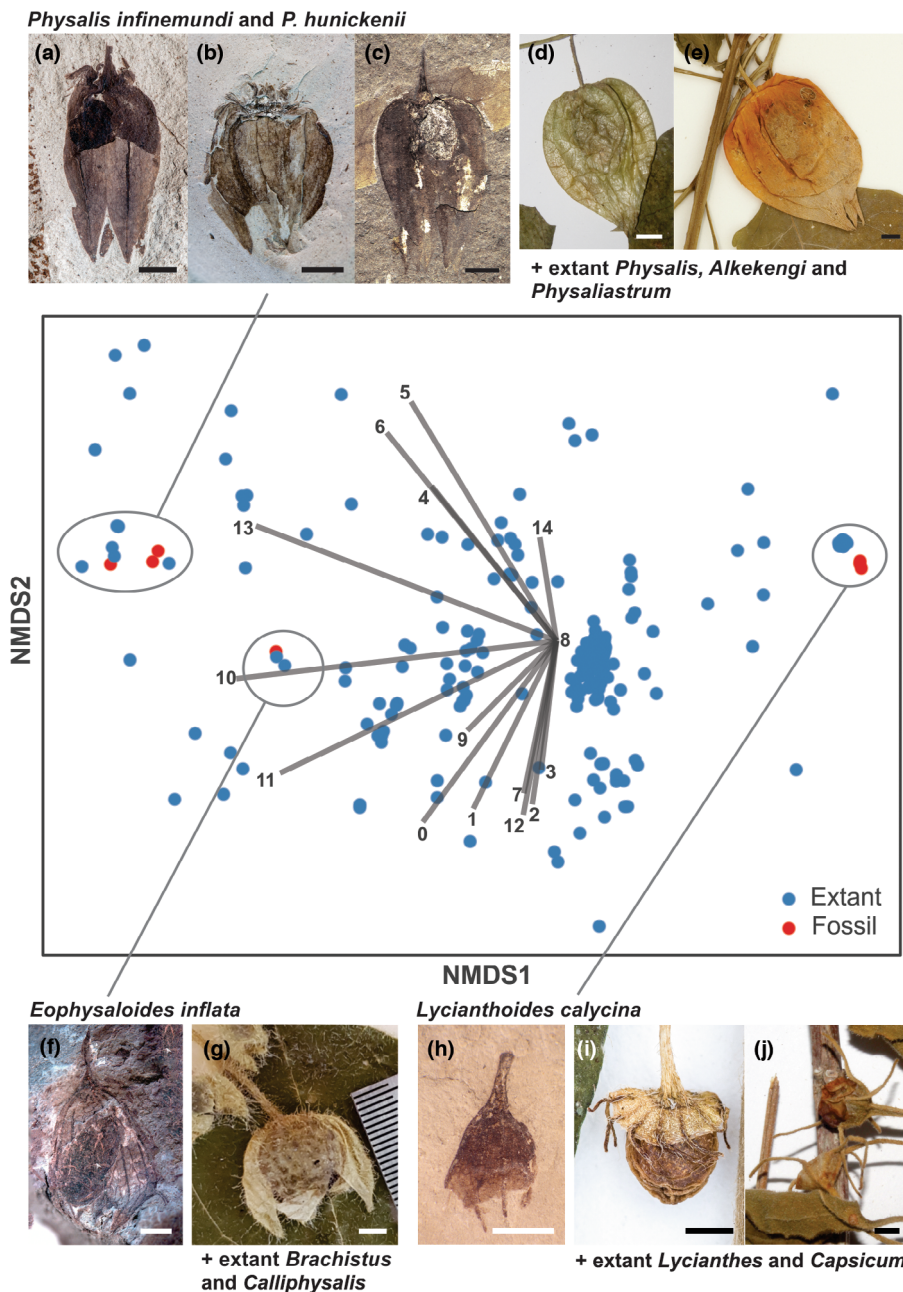 Physalis infinemundi and P. hunickenii
(a)
(b)
(c)
(d)
(e)
+ extant Physalis, Alkekengi and
Physaliastrum
5
6
4
13
14
8
10
9
11
3
7
2
1
12
0
NMDS2
Extant
Fossil
NMDS1
Eophysaloides inflata
Lycianthoides calycina
(f)
(g)
(h)
(i)
(j)
+ extant Brachistus
and Calliphysalis
+ extant Lycianthes and Capsicum